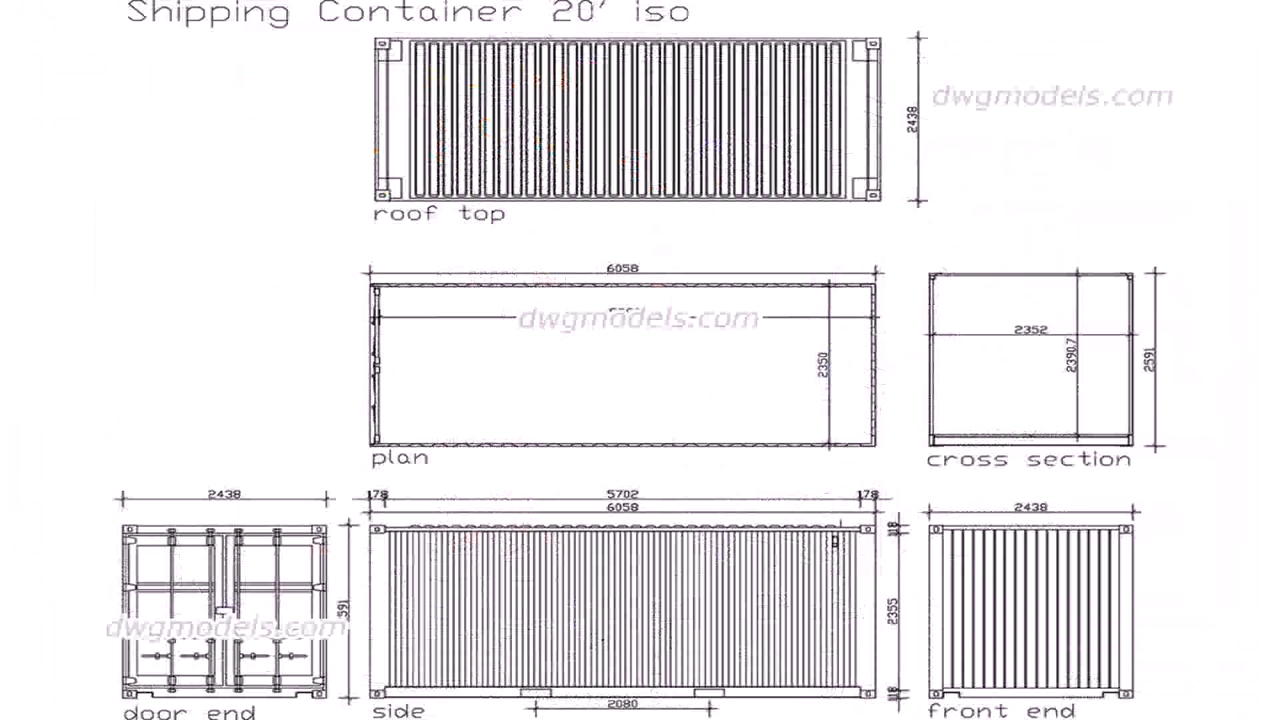 Shipping Container 20' iso
dwgmodels.com
2438
roof top
6058
dwgmodels.com
2350
2352
2390.7
2591
plan
cross section
2438
178
5702
178
6058
2438
118
591
2355
dwgmodels.com
118
2080
door end
side
front end